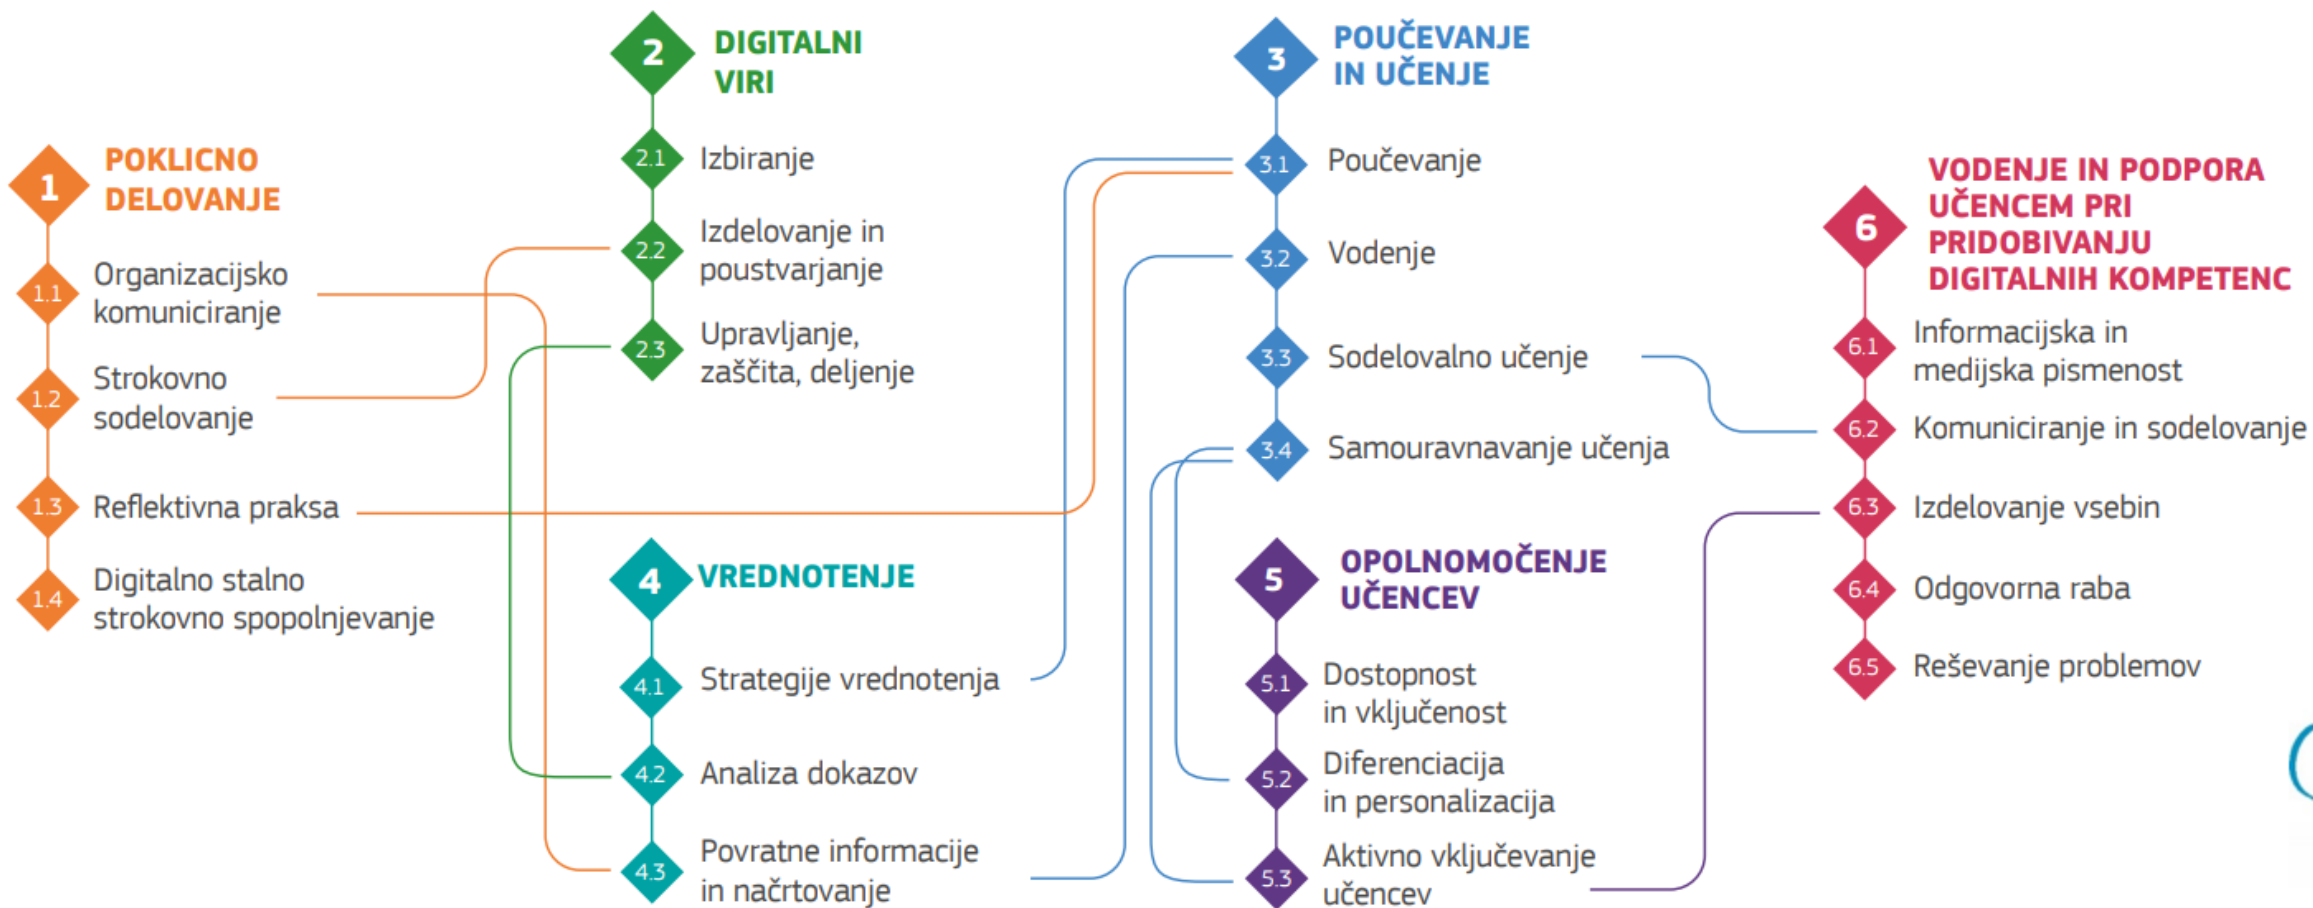 1
POKLICNO
DELOVANJE
1.1
Organizacijsko
komuniciranje
1.2
Strokovno
sodelovanje
1.3
Reflektivna praksa
1.4
Digitalno stalno
strokovno spopolnjevanje
2
DIGITALNI
VIRI
2.1
Izbiranje
2.2
Izdelovanje in
poustvarjanje
2.3
Upravljanje,
zaščita, deljenje
3
POUČEVANJE
IN UČENJE
3.1
Poučevanje
3.2
Vodenje
3.3
Sodelovalno učenje
3.4
Samouravnavanje učenja
4
VREDNOTENJE
4.1
Strategije vrednotenja
4.2
Analiza dokazov
4.3
Povratne informacije
in načrtovanje
5
OPOLNOMOČENJE
UČENCEV
5.1
Dostopnost
in vključenost
5.2
Diferenciacija
in personalizacija
5.3
Aktivno vključevanje
učencev
6
VODENJE IN PODPORA
UČENCEM PRI
PRIDOBIVANJU
DIGITALNIH KOMPETENC
6.1
Informacijska in
medijska pismenost
6.2
Komuniciranje in sodelovanje
6.3
Izdelovanje vsebin
6.4
Odgovorna raba
6.5
Reševanje problemov